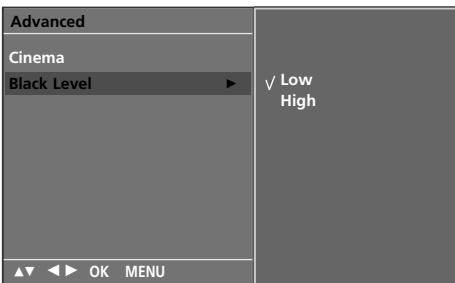 Advanced
Cinema
Black Level ►
√ Low
High
▲▼ ◄ ► OK MENU